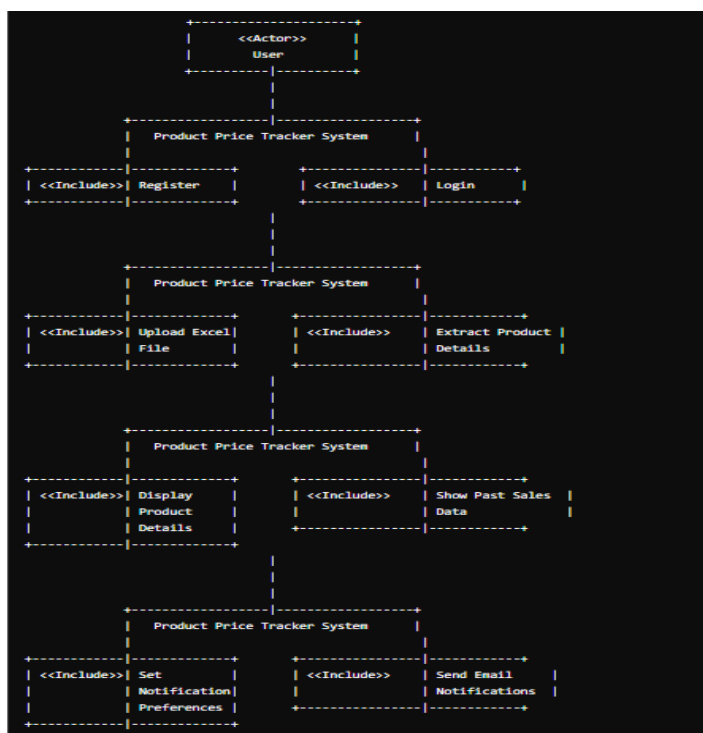 <<Actor>>
User
Product Price Tracker System
<<Include>> Register <<Include>> Login
Product Price Tracker System
<<Include>> Upload Excel <<Include>> Extract Product
File Details
Product Price Tracker System
<<Include>> Display <<Include>> Show Past Sales
Product Data
Details
Product Price Tracker System
<<Include>> Set <<Include>> Send Email
Notification Notifications
Preferences